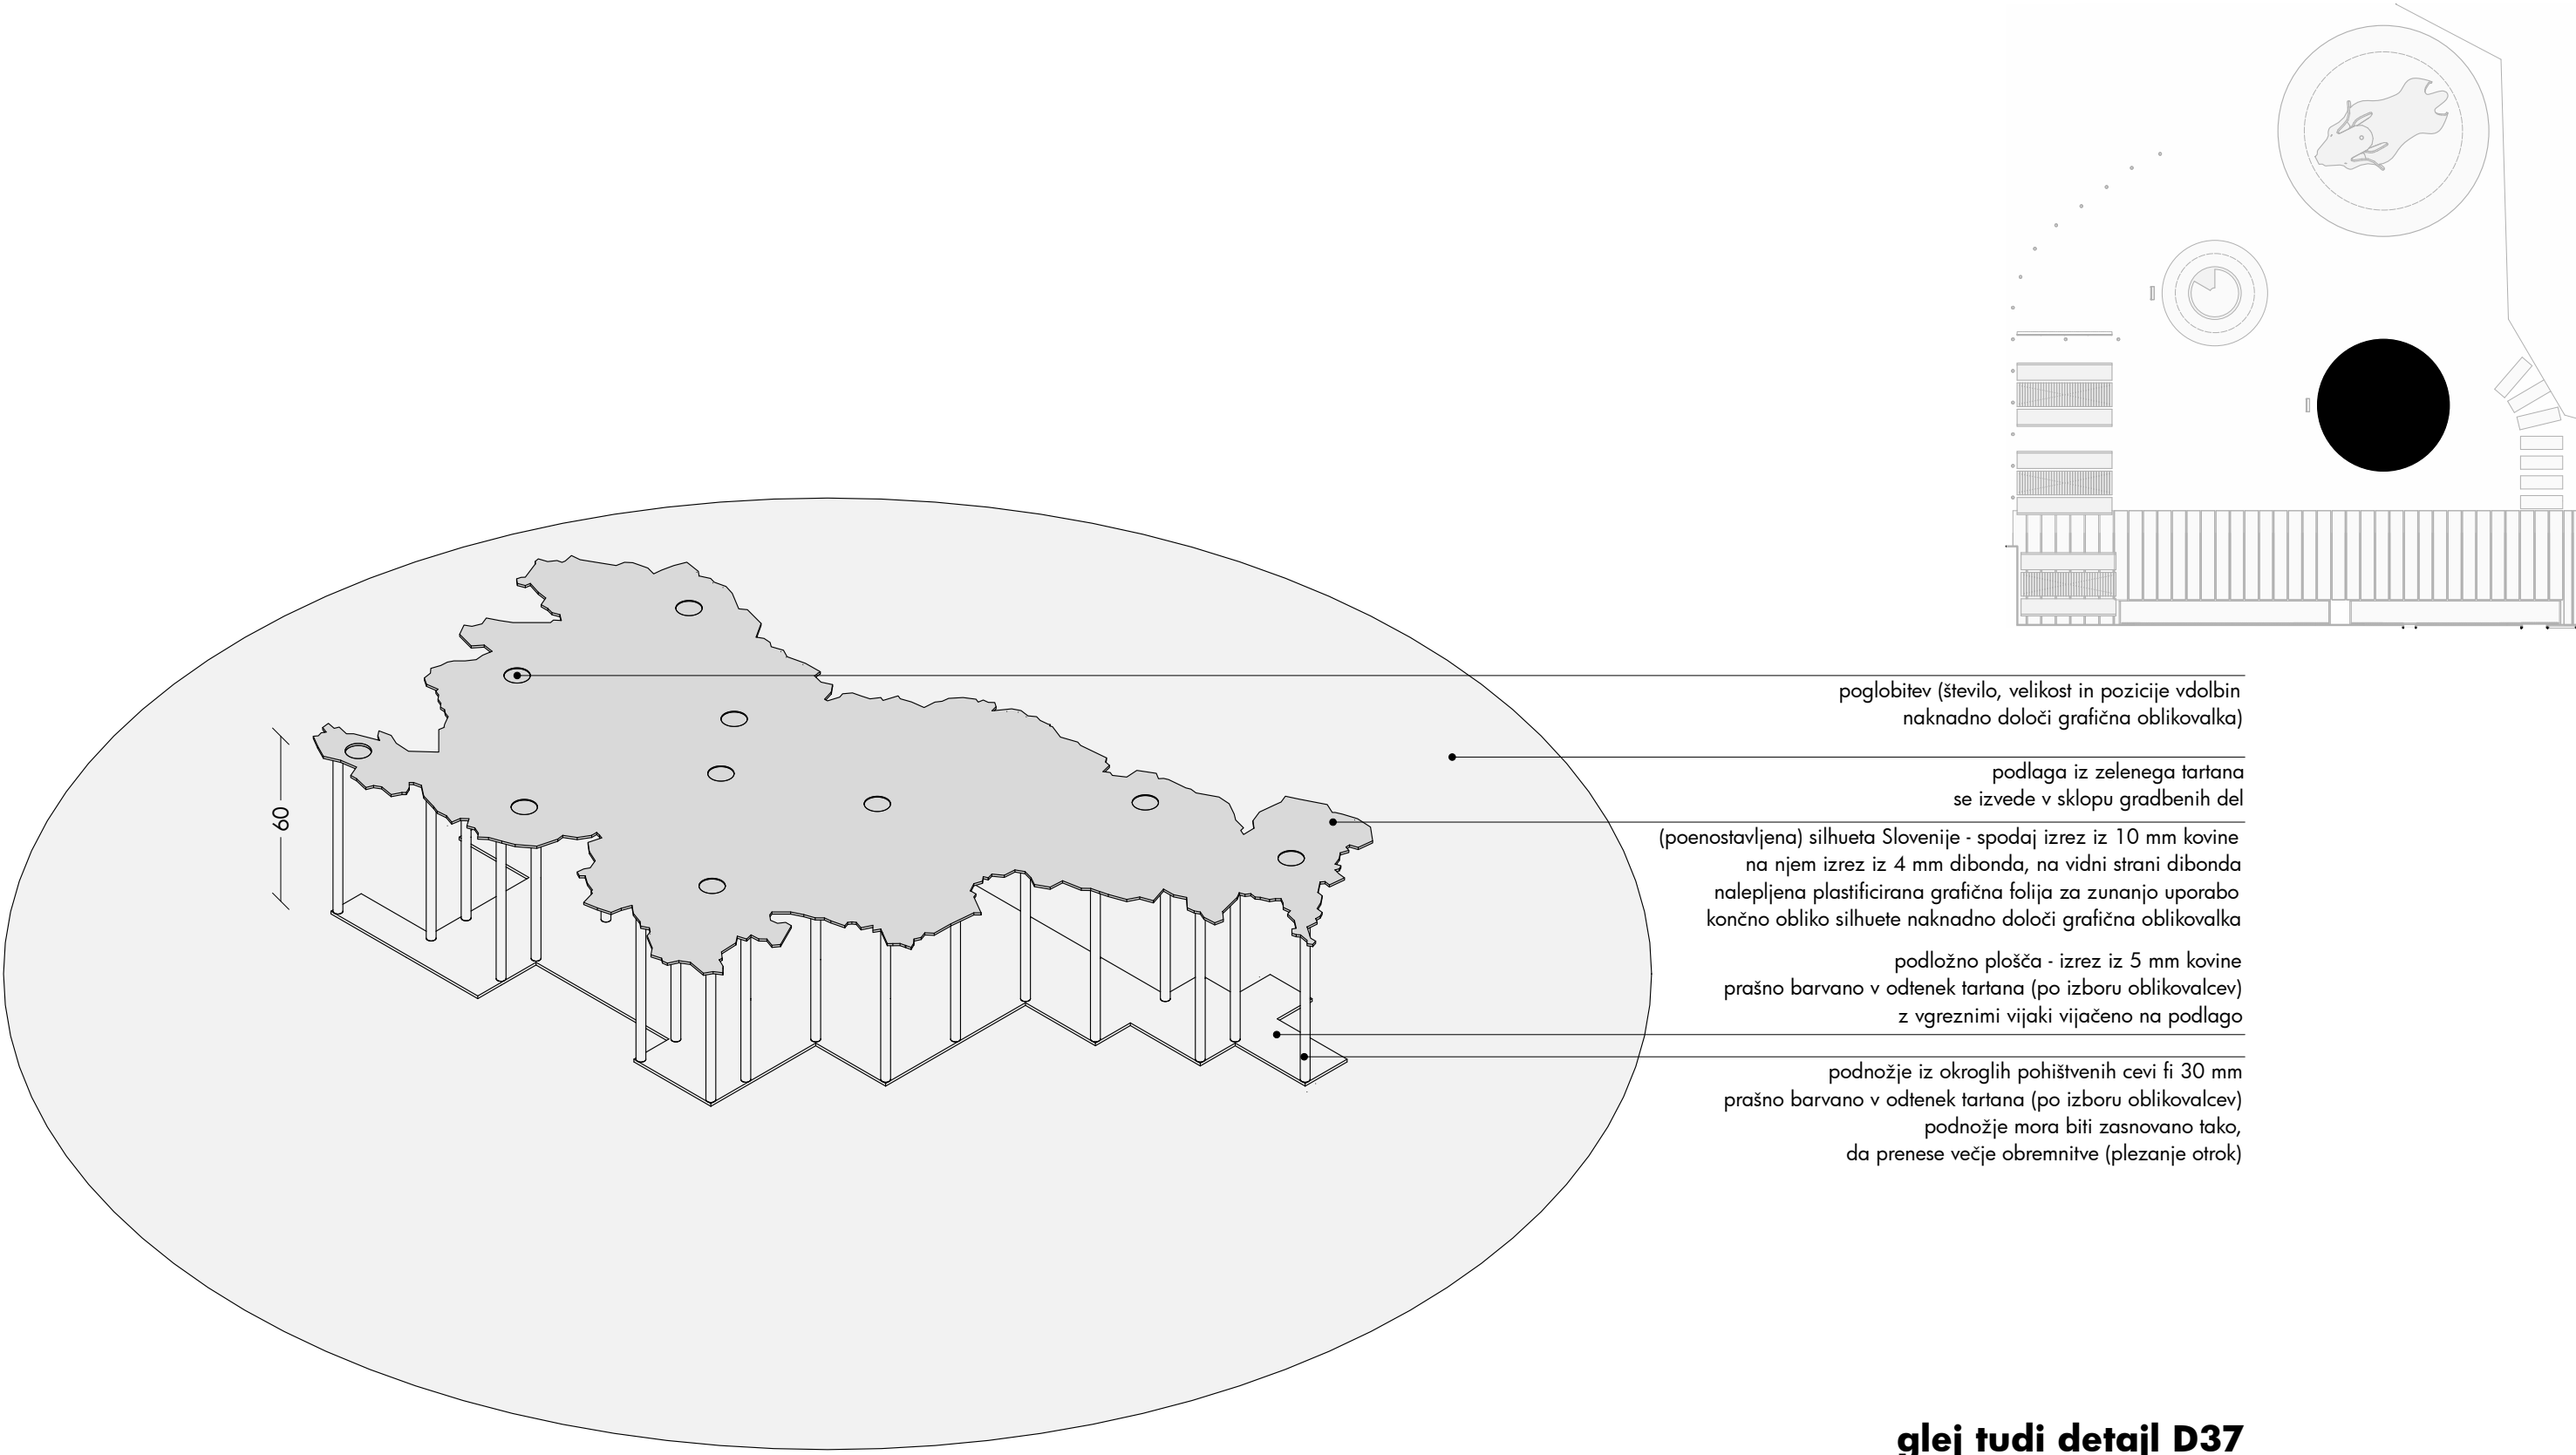 poglobitev (število, velikost in pozicije vdolbin
naknadno določi grafična oblikovalka)
podlaga iz zelenega tartana
se izvede v sklopu gradbenih del
60
(poenostavljena) silhueta Slovenije - spodaj izrez iz 10 mm kovine
na njem izrez iz 4 mm dibonda, na vidni strani dibonda
nalepljena plastificirana grafična folija za zunanjo uporabo
končno obliko silhuete naknadno določi grafična oblikovalka
podložno plošča - izrez iz 5 mm kovine
prašno barvano v odtenek tartana (po izboru oblikovalcev)
z vgreznimi vijaki vijačeno na podlago
podnožje iz okroglih pohištvenih cevi fi 30 mm
prašno barvano v odtenek tartana (po izboru oblikovalcev)
podnožje mora biti zasnovano tako,
da prenese večje obremnitve (plezanje otrok)
glej tudi detajl D37